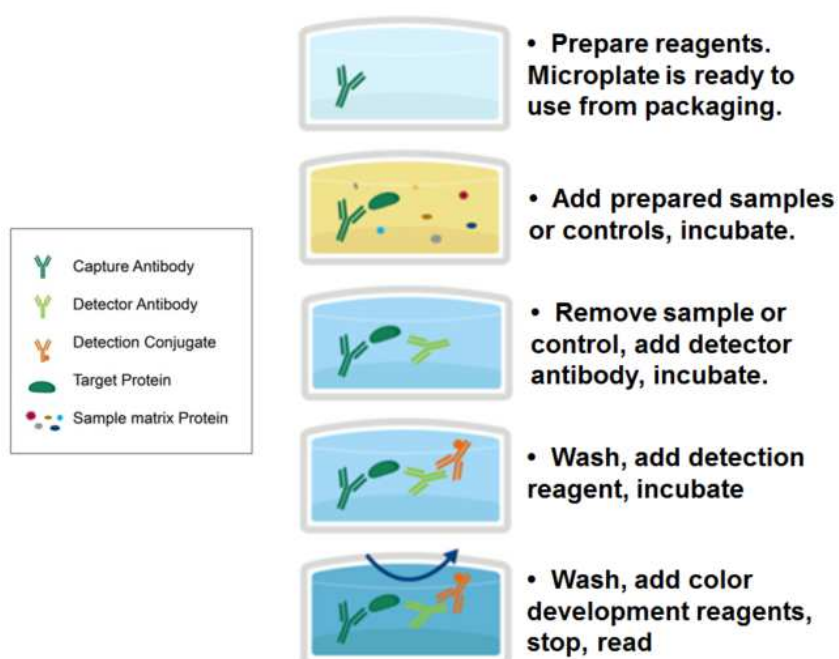 • Prepare reagents.
Microplate is ready to
use from packaging.
• Add prepared samples
or controls, incubate.
Capture Antibody
Detector Antibody
Detection Conjugate
Target Protein
Sample matrix Protein
• Remove sample or
control, add detector
antibody, incubate.
• Wash, add detection
reagent, incubate
• Wash, add color
development reagents,
stop, read